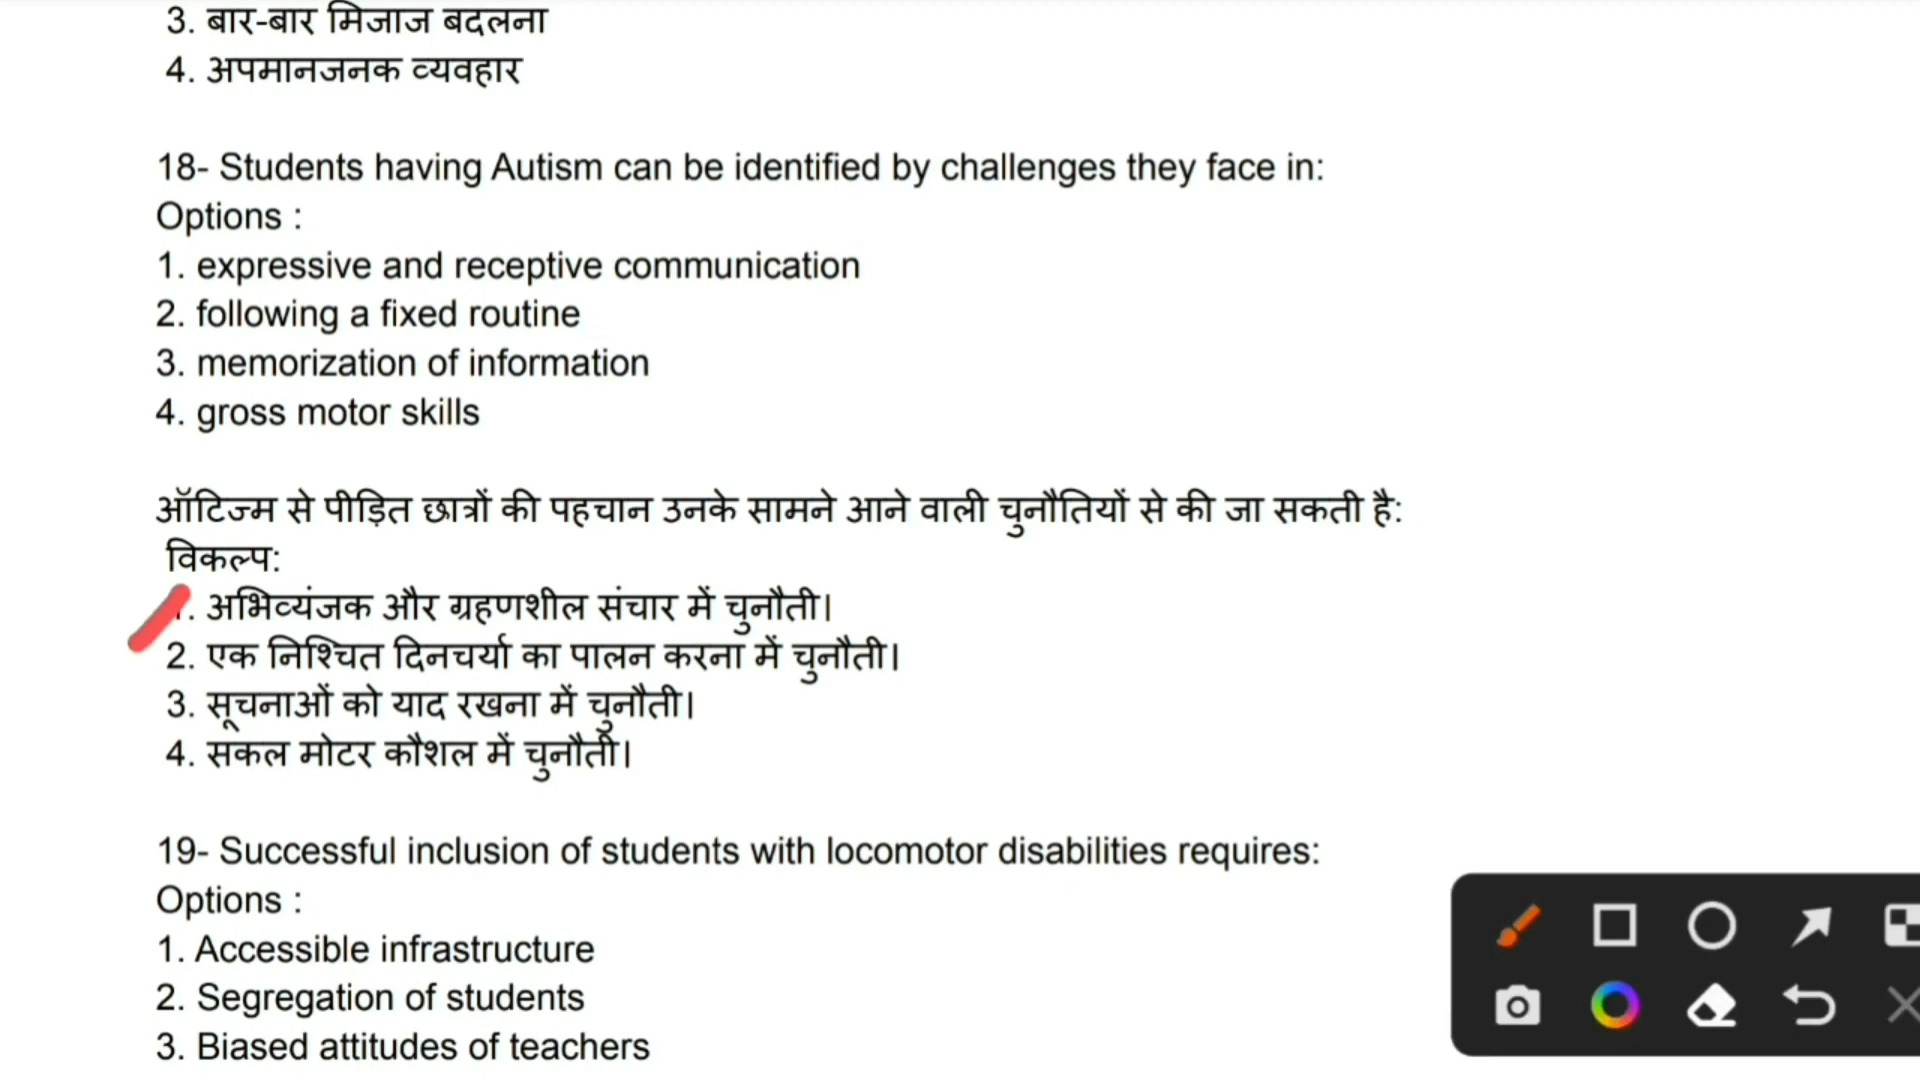 3. बार-बार मिजाज बदलना
4. अपमानजनक व्यवहार
18- Students having Autism can be identified by challenges they face in:
Options :
1. expressive and receptive communication
2. following a fixed routine
3. memorization of information
4. gross motor skills
ऑटिज्म से पीड़ित छात्रों की पहचान उनके सामने आने वाली चुनौतियों से की जा सकती है:
विकल्प:
1. अभिव्यंजक और ग्रहणशील संचार में चुनौती।
2. एक निश्चित दिनचर्या का पालन करना में चुनौती।
3. सूचनाओं को याद रखना में चुनौती।
4. सकल मोटर कौशल में चुनौती।
19- Successful inclusion of students with locomotor disabilities requires:
Options :
1. Accessible infrastructure
2. Segregation of students
3. Biased attitudes of teachers